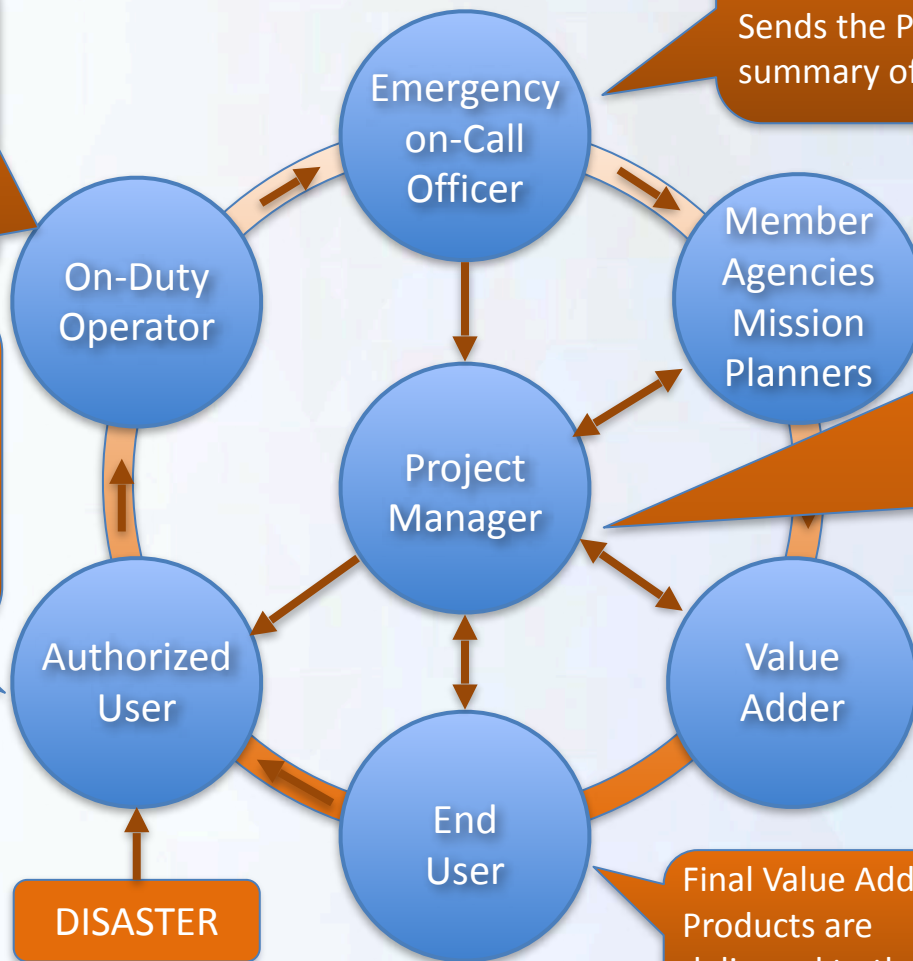 Sends the P
summary of
Emergency
on-Call
Officer
On-Duty
Operator
Member
Agencies
Mission
Planners
Project
Manager
Authorized
User
Value
Adder
End
User
DISASTER
Final Value Add
Products are